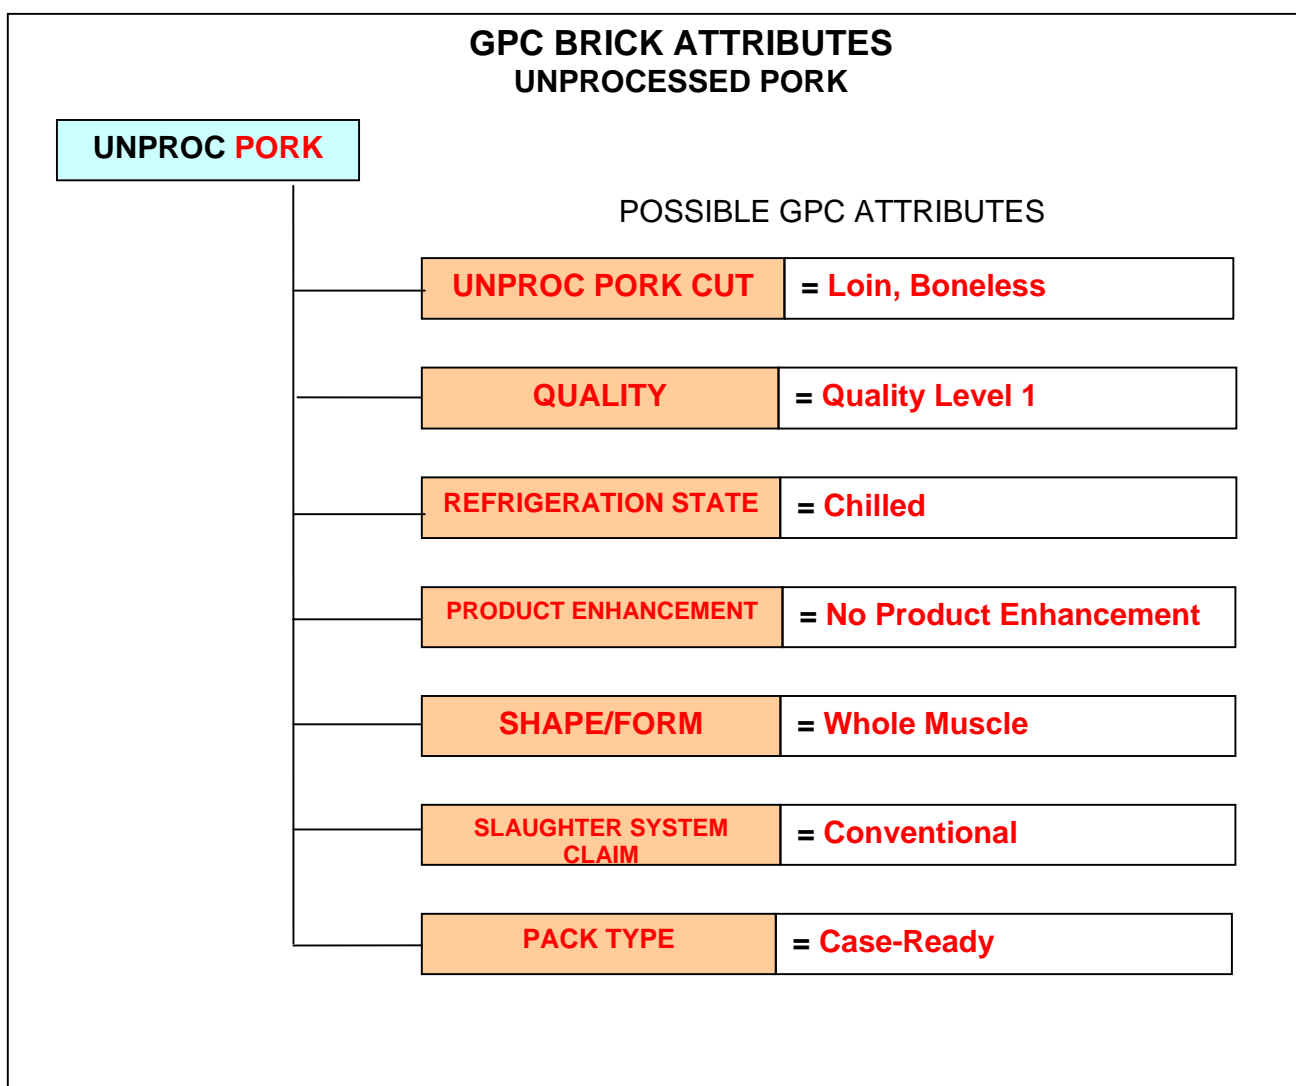 GPC BRICK ATTRIBUTES
UNPROCESSED PORK
UNPROC PORK
POSSIBLE GPC ATTRIBUTES
UNPROC PORK CUT = Loin, Boneless
QUALITY = Quality Level 1
REFRIGERATION STATE = Chilled
PRODUCT ENHANCEMENT = No Product Enhancement
SHAPE/FORM = Whole Muscle
SLAUGHTER SYSTEM
CLAIM
= Conventional
PACK TYPE = Case-Ready